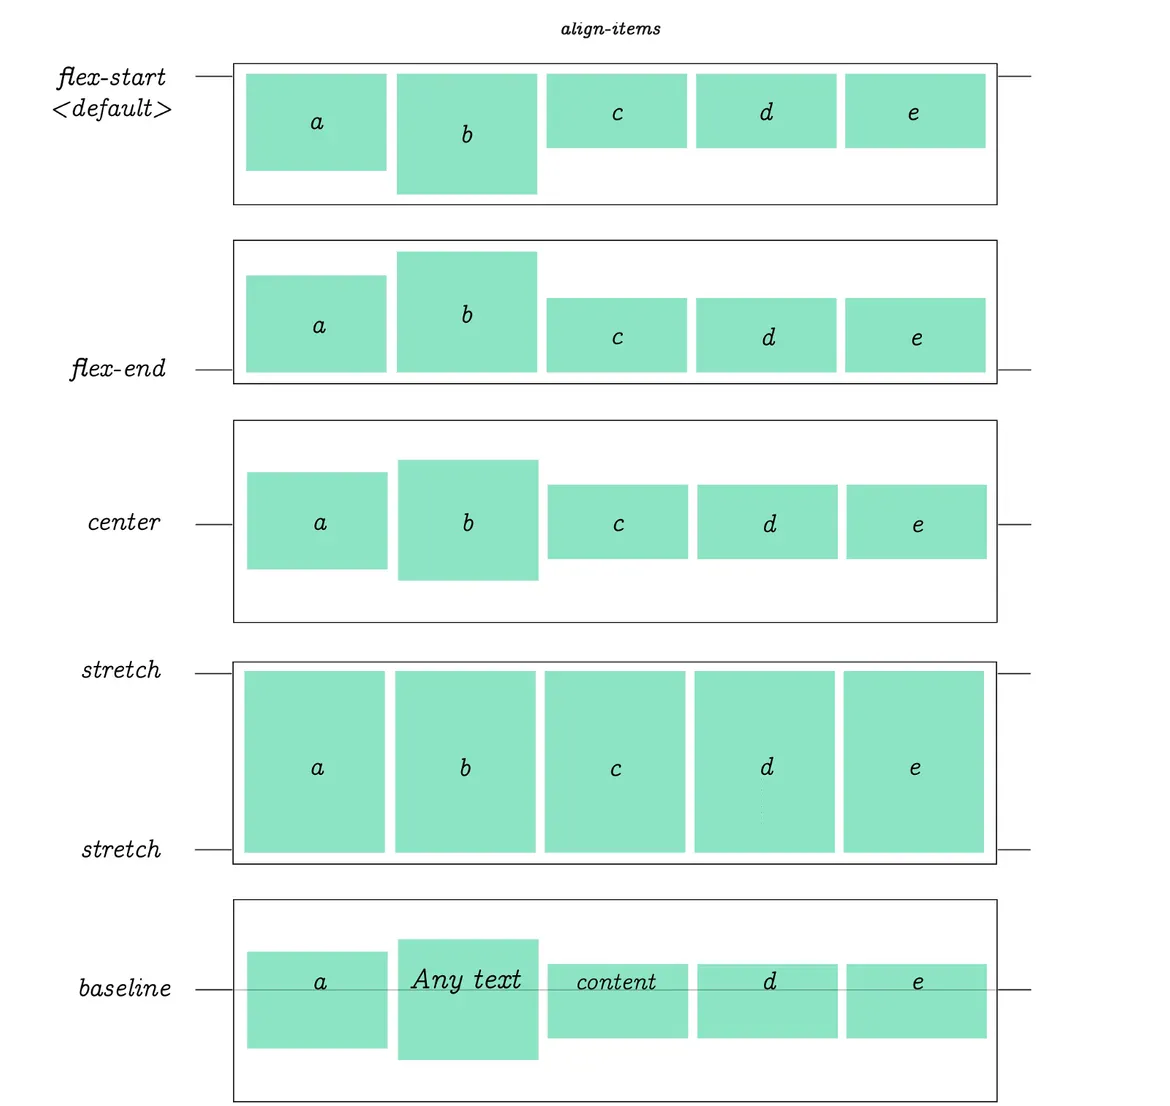 align-items
flex-start
<default>
a b c d e
a b c d e
flex-end
center a b c d e
stretch
a b c d e
stretch
baseline a Any text content d e